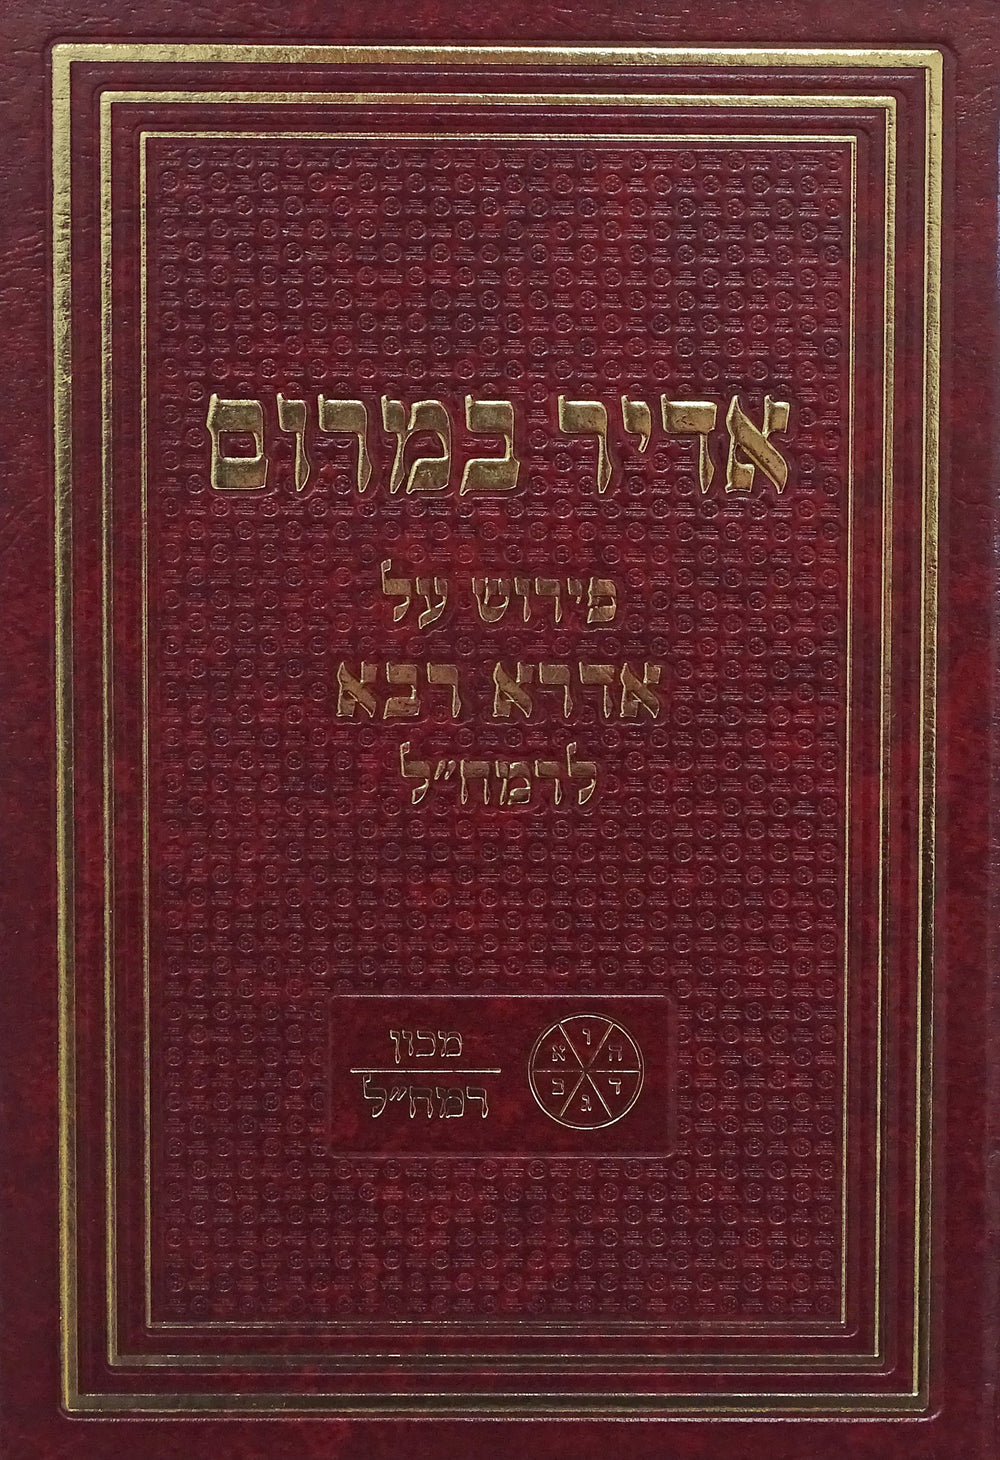 אדיר במרום
פירוש על
אדרא רבא
לרמח״ל
מכון
רמח״ל
ו
ה
א
ד
ב
ג